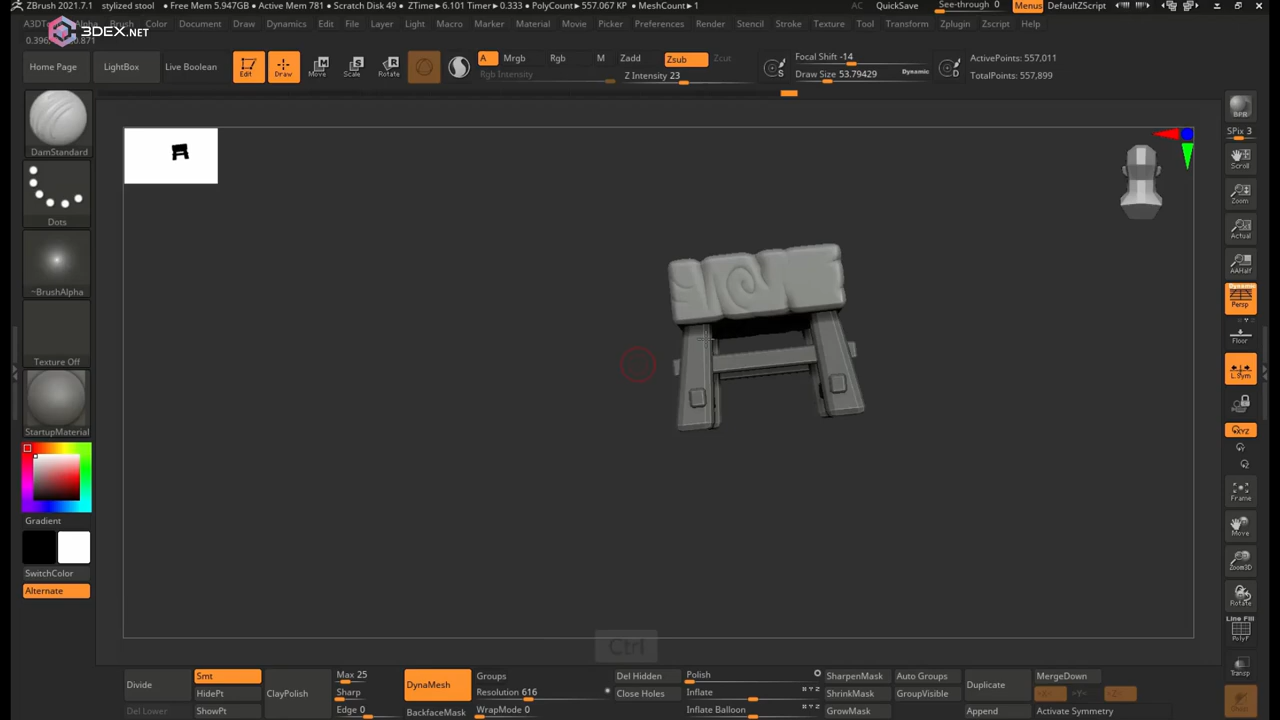 ZBrush 2021.7.1 stylized stool • Free Mem 5.947GB • Active Mem 781 • Scratch Disk 49 • ZTime▸6.101 Timer▸0.333 • PolyCount▸557.067 KP • MeshCount▸1 AC QuickSave See-through 0 Menus DefaultZScript
Brush Color Document Draw Dynamics Edit File Layer Light Macro Marker Material Movie Picker Preferences Render Stencil Stroke Texture Tool Transform Zplugin Zscript Help
3DEX.NET
Home Page LightBox Live Boolean Edit Draw Move Scale Rotate
A Mrgb Rgb M Zadd Zsub Zcut
Rgb Intensity Z Intensity 23
Focal Shift -14
Draw Size 53.79429 Dynamic
S D
ActivePoints: 557,011
TotalPoints: 557,899
DamStandard
Dots
~BrushAlpha
Texture Off
StartupMaterial
Gradient
SwitchColor
Alternate
BPR
SPix 3
Scroll
Zoom
Actual
AAHalf
Dynamic
Persp
Floor
L.Sym
XYZ
Frame
Move
Zoom3D
Rotate
Line Fill
PolyF
Transp
Ctrl
Divide
Del Lower
Smt
HidePt
ShowPt
ClayPolish
Max 25
Sharp
Edge 0
DynaMesh
BackfaceMask
Groups
Resolution 616
WrapMode 0
Del Hidden
Close Holes
Polish
Inflate
Inflate Balloon
SharpenMask
ShrinkMask
GrowMask
Auto Groups
GroupVisible
Duplicate
Append
MergeDown
>X< >Y< >Z<
Activate Symmetry